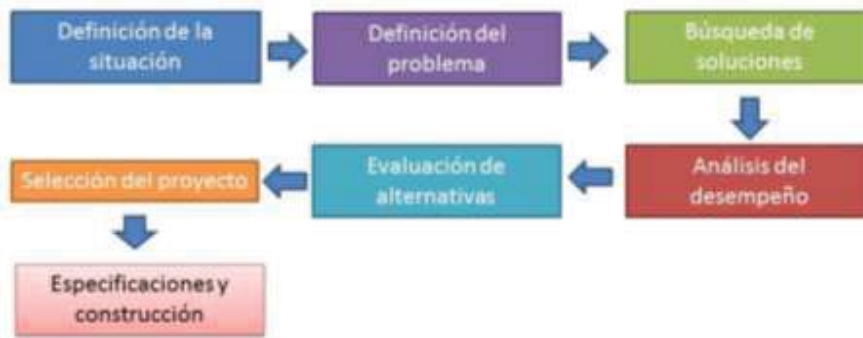 Definición de la
situación
Definición del
problema
Búsqueda de
soluciones
Análisis del
desempeño
Evaluación de
alternativas
Selección del proyecto
Especificaciones y
construcción